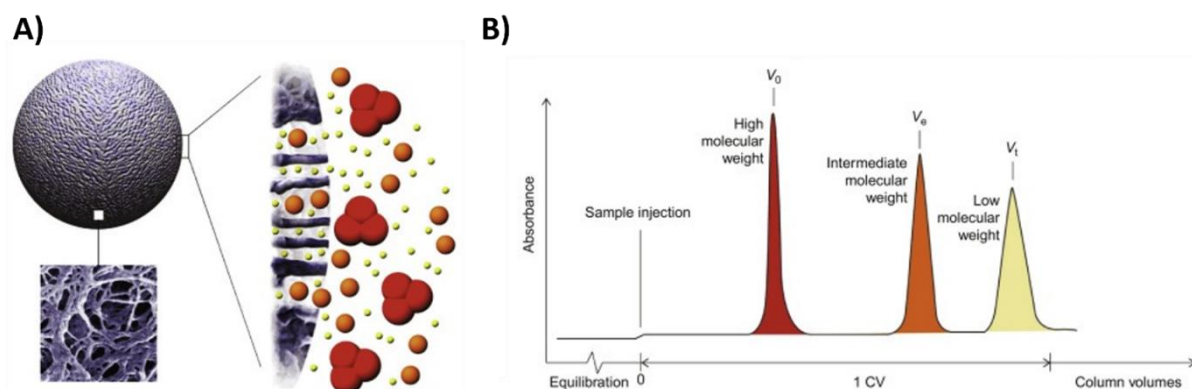 A)
B)
V0
High
molecular
weight
Ve
Intermediate
molecular
weight
Vt
Low
molecular
weight
Sample injection
Absorbance
Equilibration
0
1 CV
Column volumes